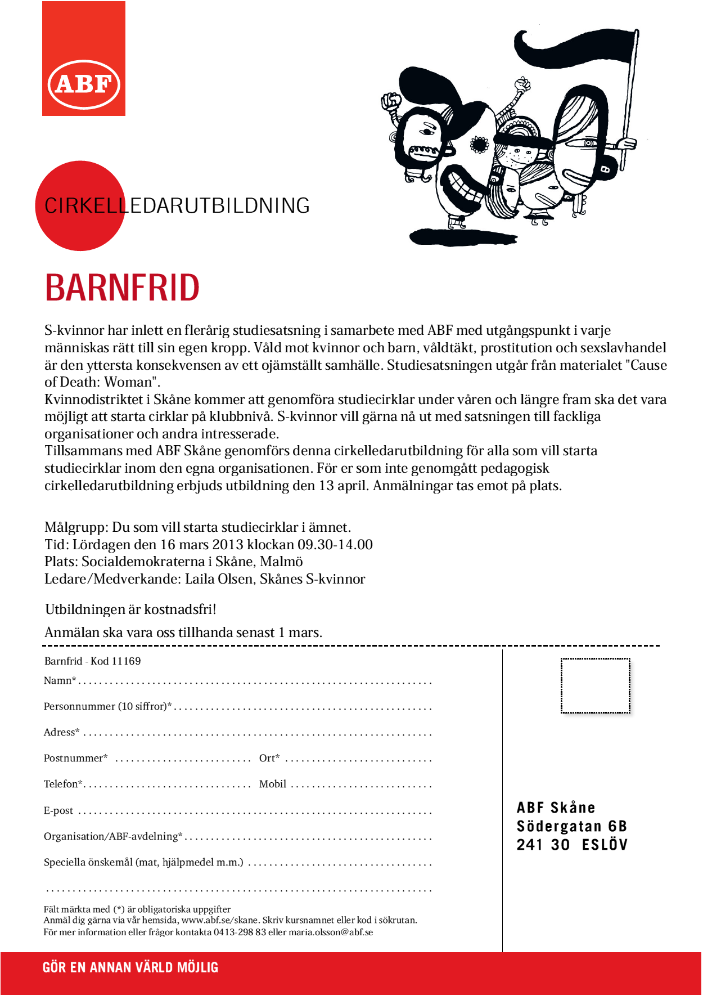 ABF
CIRKELLEDARUTBILDNING
BARNFRID
S-kvinnor har inlett en flerårig studiesatsning i samarbete med ABF med utgångspunkt i varje
människas rätt till sin egen kropp. Våld mot kvinnor och barn, våldtäkt, prostitution och sexslavhandel
är den yttersta konsekvensen av ett ojämställt samhälle. Studiesatsningen utgår från materialet "Cause
of Death: Woman".
Kvinnodistriktet i Skåne kommer att genomföra studiecirklar under våren och längre fram ska det vara
möjligt att starta cirklar på klubbnivå. S-kvinnor vill gärna nå ut med satsningen till fackliga
organisationer och andra intresserade.
Tillsammans med ABF Skåne genomförs denna cirkelledarutbildning för alla som vill starta
studiecirklar inom den egna organisationen. För er som inte genomgått pedagogisk
cirkelledarutbildning erbjuds utbildning den 13 april. Anmälningar tas emot på plats.
Målgrupp: Du som vill starta studiecirklar i ämnet.
Tid: Lördagen den 16 mars 2013 klockan 09.30-14.00
Plats: Socialdemokraterna i Skåne, Malmö
Ledare/Medverkande: Laila Olsen, Skånes S-kvinnor
Utbildningen är kostnadsfri!
Anmälan ska vara oss tillhanda senast 1 mars.
Barnfrid - Kod 11169
Namn*
Personnummer (10 siffror)*
Adress*
Postnummer* Ort*
Telefon* Mobil
E-post
Organisation/ABF-avdelning*
Speciella önskemål (mat, hjälpmedel m.m.)
Fält märkta med (*) är obligatoriska uppgifter
Anmäl dig gärna via vår hemsida, www.abf.se/skane. Skriv kursnamnet eller kod i sökrutan.
För mer information eller frågor kontakta 0413-298 83 eller maria.olsson@abf.se
ABF Skåne
Södergatan 6B
241 30 ESLÖV
GÖR EN ANNAN VÄRLD MÖJLIG